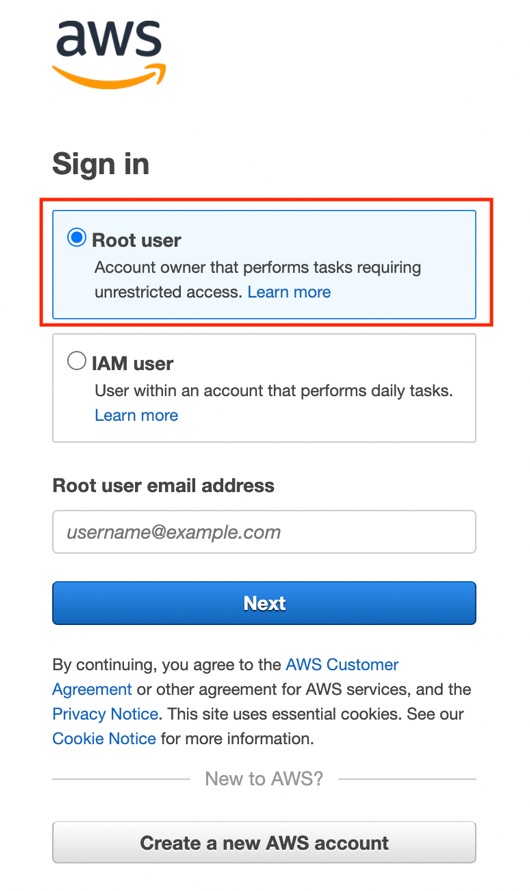 aws
Sign in
Root user
Account owner that performs tasks requiring
unrestricted access. Learn more
IAM user
User within an account that performs daily tasks.
Learn more
Root user email address
username@example.com
Next
By continuing, you agree to the AWS Customer
Agreement or other agreement for AWS services, and the
Privacy Notice. This site uses essential cookies. See our
Cookie Notice for more information.
New to AWS?
Create a new AWS account